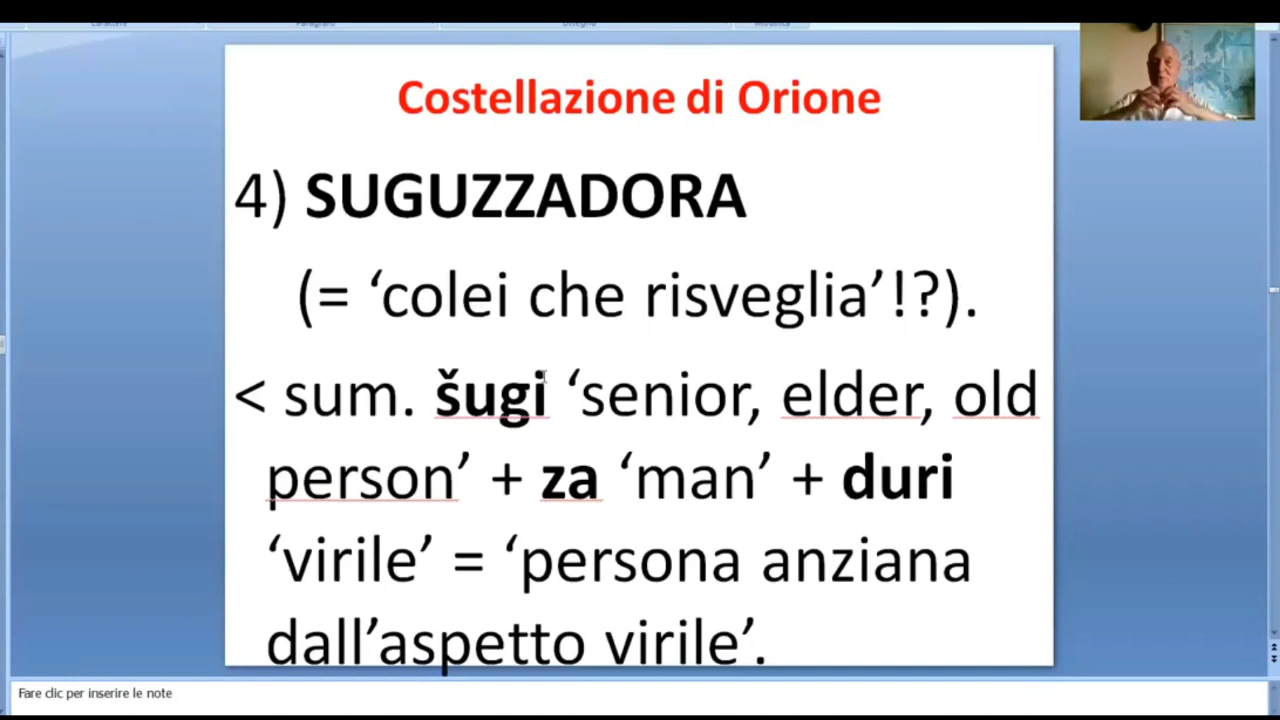 Costellazione di Orione
4) SUGUZZADORA
(= ‘colei che risveglia’!?).
< sum. šugi ‘senior, elder, old
person’ + za ‘man’ + duri
‘virile’ = ‘persona anziana
dall’aspetto virile’.
Fare clic per inserire le note